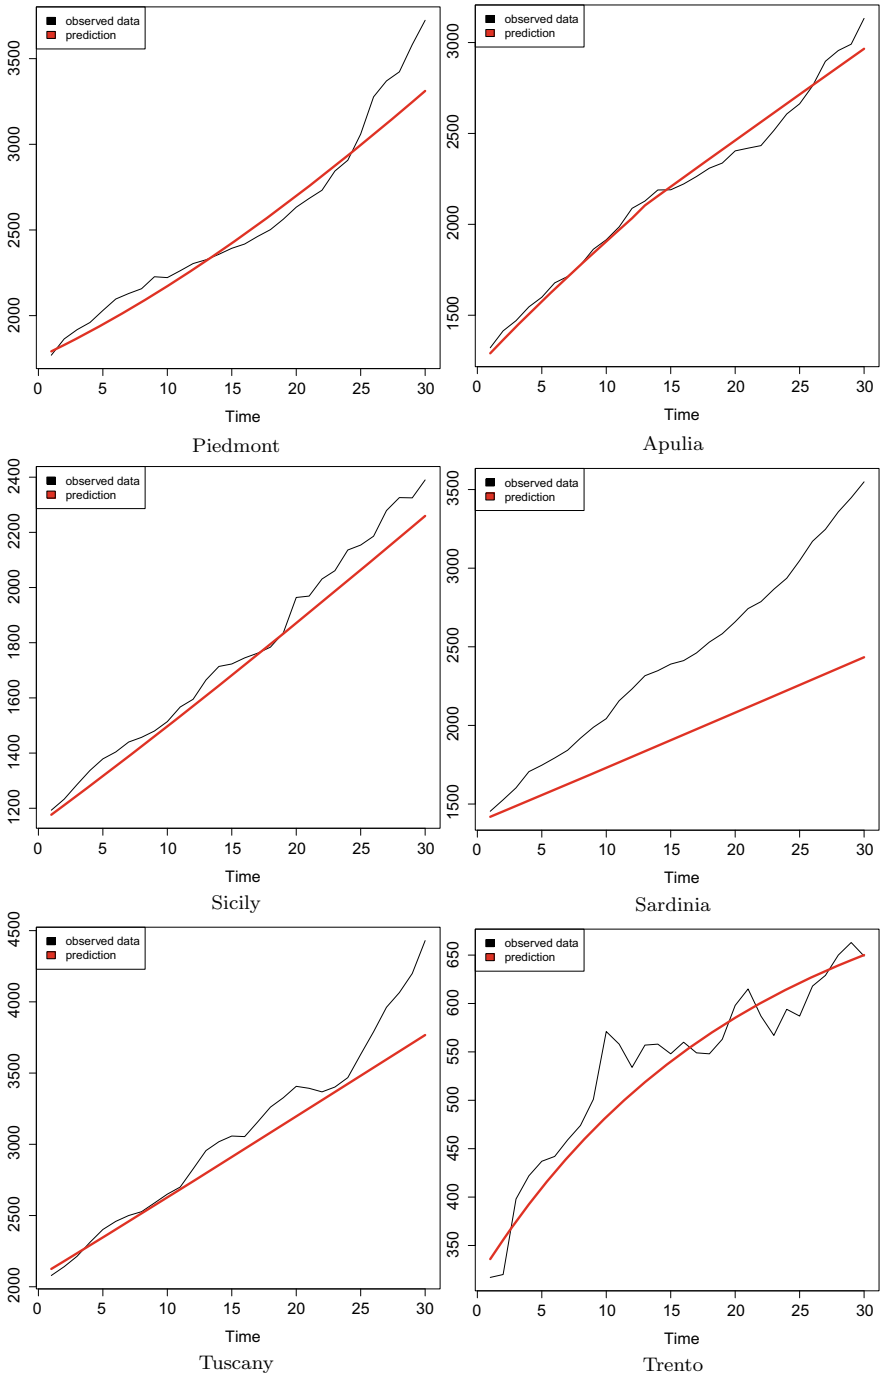 observed data
prediction
2000 2500 3000 3500
0 5 10 15 20 25 30
Time
Piedmont
observed data
prediction
1500 2000 2500 3000
0 5 10 15 20 25 30
Time
Apulia
observed data
prediction
1200 1400 1600 1800 2000 2200 2400
0 5 10 15 20 25 30
Time
Sicily
observed data
prediction
1500 2000 2500 3000 3500
0 5 10 15 20 25 30
Time
Sardinia
observed data
prediction
2000 2500 3000 3500 4000 4500
0 5 10 15 20 25 30
Time
Tuscany
observed data
prediction
350 400 450 500 550 600 650
0 5 10 15 20 25 30
Time
Trento